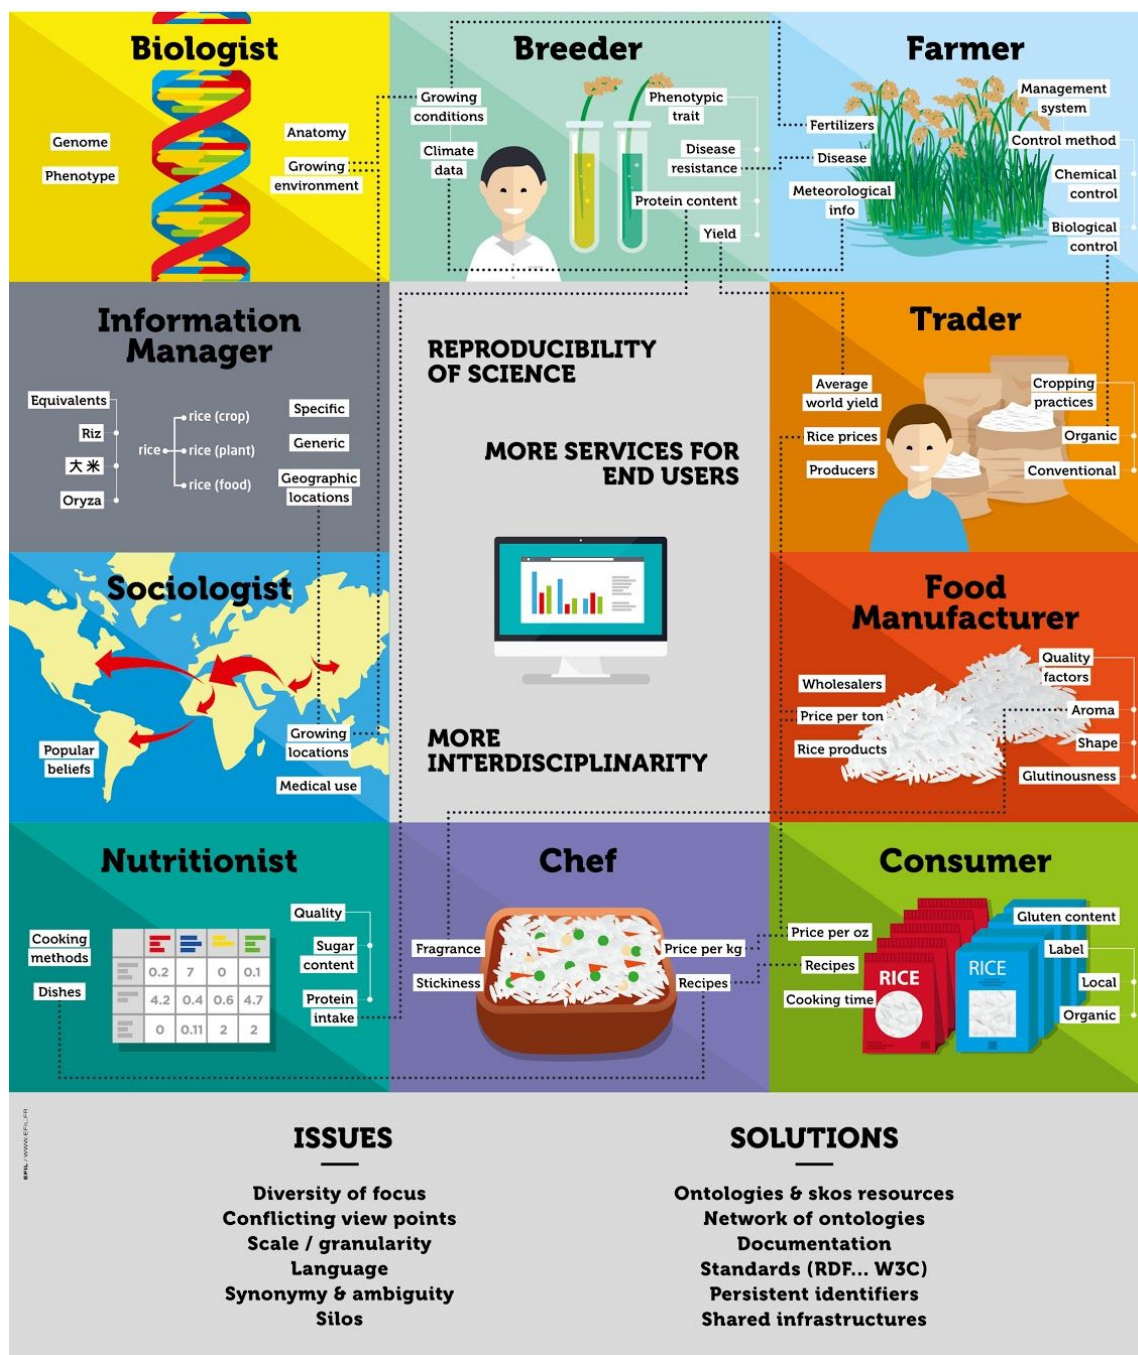 Biologist
Genome
Phenotype
Anatomy
Growing
environment
Breeder
Growing
conditions
Climate
data
Phenotypic
trait
Disease
resistance
Protein content
Yield
Farmer
Fertilizers
Disease
Meteorological
info
Management
system
Control method
Chemical
control
Biological
control
Information
Manager
Equivalents
Riz
大米
Oryza
rice
rice (crop)
rice (plant)
rice (food)
Specific
Generic
Geographic
locations
REPRODUCIBILITY
OF SCIENCE
MORE SERVICES FOR
END USERS
MORE
INTERDISCIPLINARITY
Trader
Average
world yield
Rice prices
Producers
Cropping
practices
Organic
Conventional
Sociologist
Popular
beliefs
Growing
locations
Medical use
Food
Manufacturer
Wholesalers
Price per ton
Rice products
Quality
factors
Aroma
Shape
Glutinousness
Nutritionist
Cooking
methods
Dishes
0.2 7 0 0.1
4.2 0.4 0.6 4.7
0 0.11 2 2
Quality
Sugar
content
Protein
intake
Chef
Fragrance
Stickiness
Price per kg
Recipes
Consumer
Price per oz
Recipes
Cooking time
RICE
RICE
Gluten content
Label
Local
Organic
EFIL / WWW.EFIL.FR
ISSUES
Diversity of focus
Conflicting view points
Scale / granularity
Language
Synonymy & ambiguity
Silos
SOLUTIONS
Ontologies & skos resources
Network of ontologies
Documentation
Standards (RDF... W3C)
Persistent identifiers
Shared infrastructures